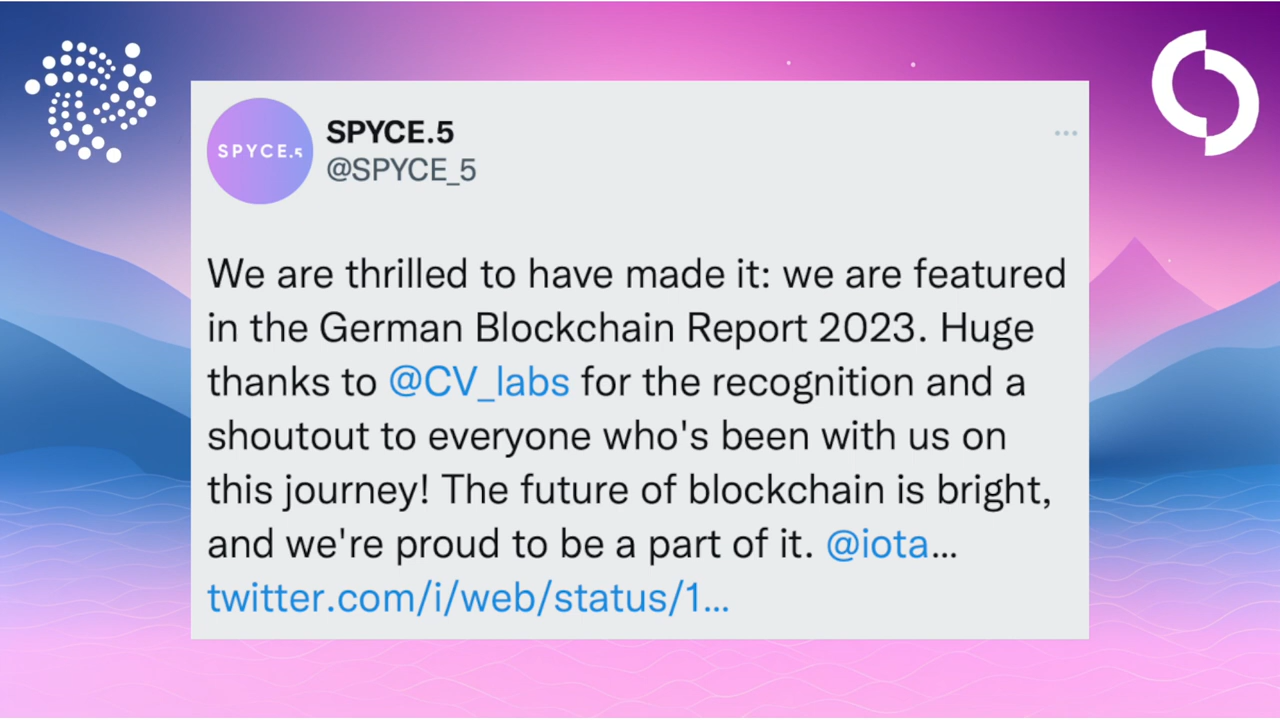 SPYCE.5
SPYCE.5
@SPYCE_5
We are thrilled to have made it: we are featured
in the German Blockchain Report 2023. Huge
thanks to @CV_labs for the recognition and a
shoutout to everyone who's been with us on
this journey! The future of blockchain is bright,
and we're proud to be a part of it. @iota...
twitter.com/i/web/status/1...